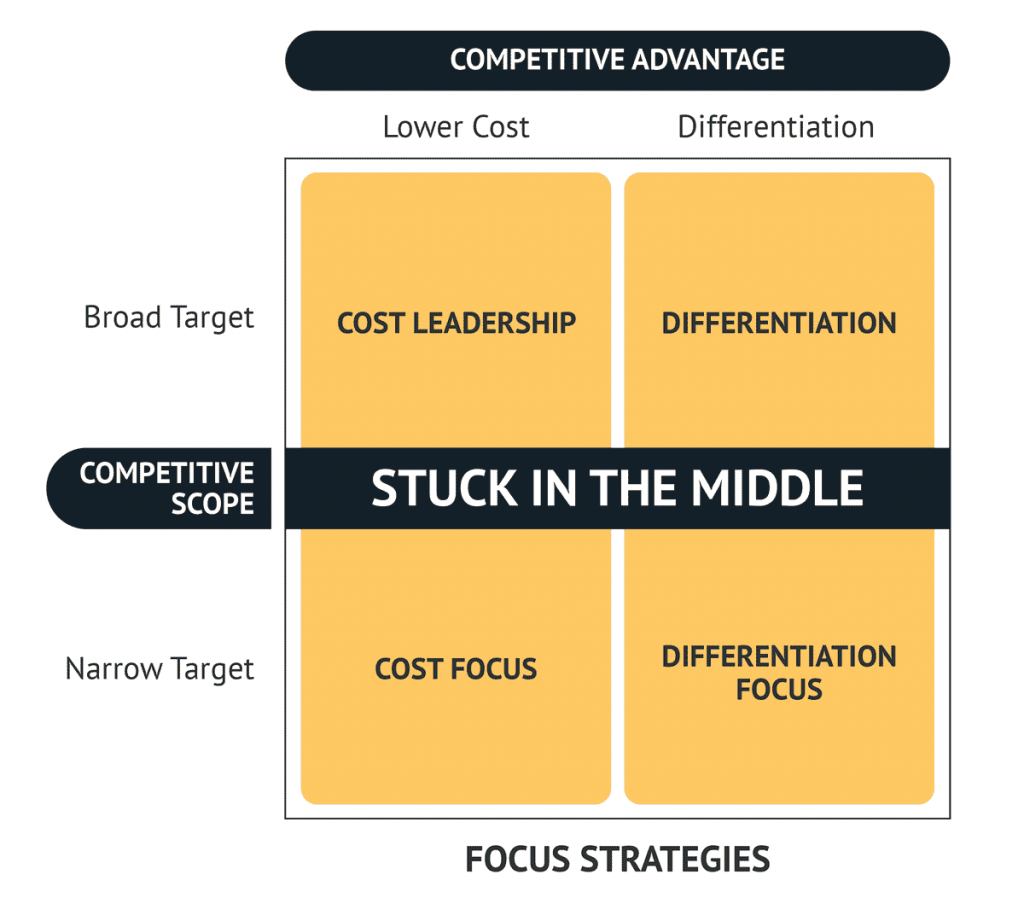 COMPETITIVE ADVANTAGE
Lower Cost
Differentiation
Broad Target
COST LEADERSHIP
DIFFERENTIATION
COMPETITIVE
SCOPE
STUCK IN THE MIDDLE
Narrow Target
COST FOCUS
DIFFERENTIATION
FOCUS
FOCUS STRATEGIES